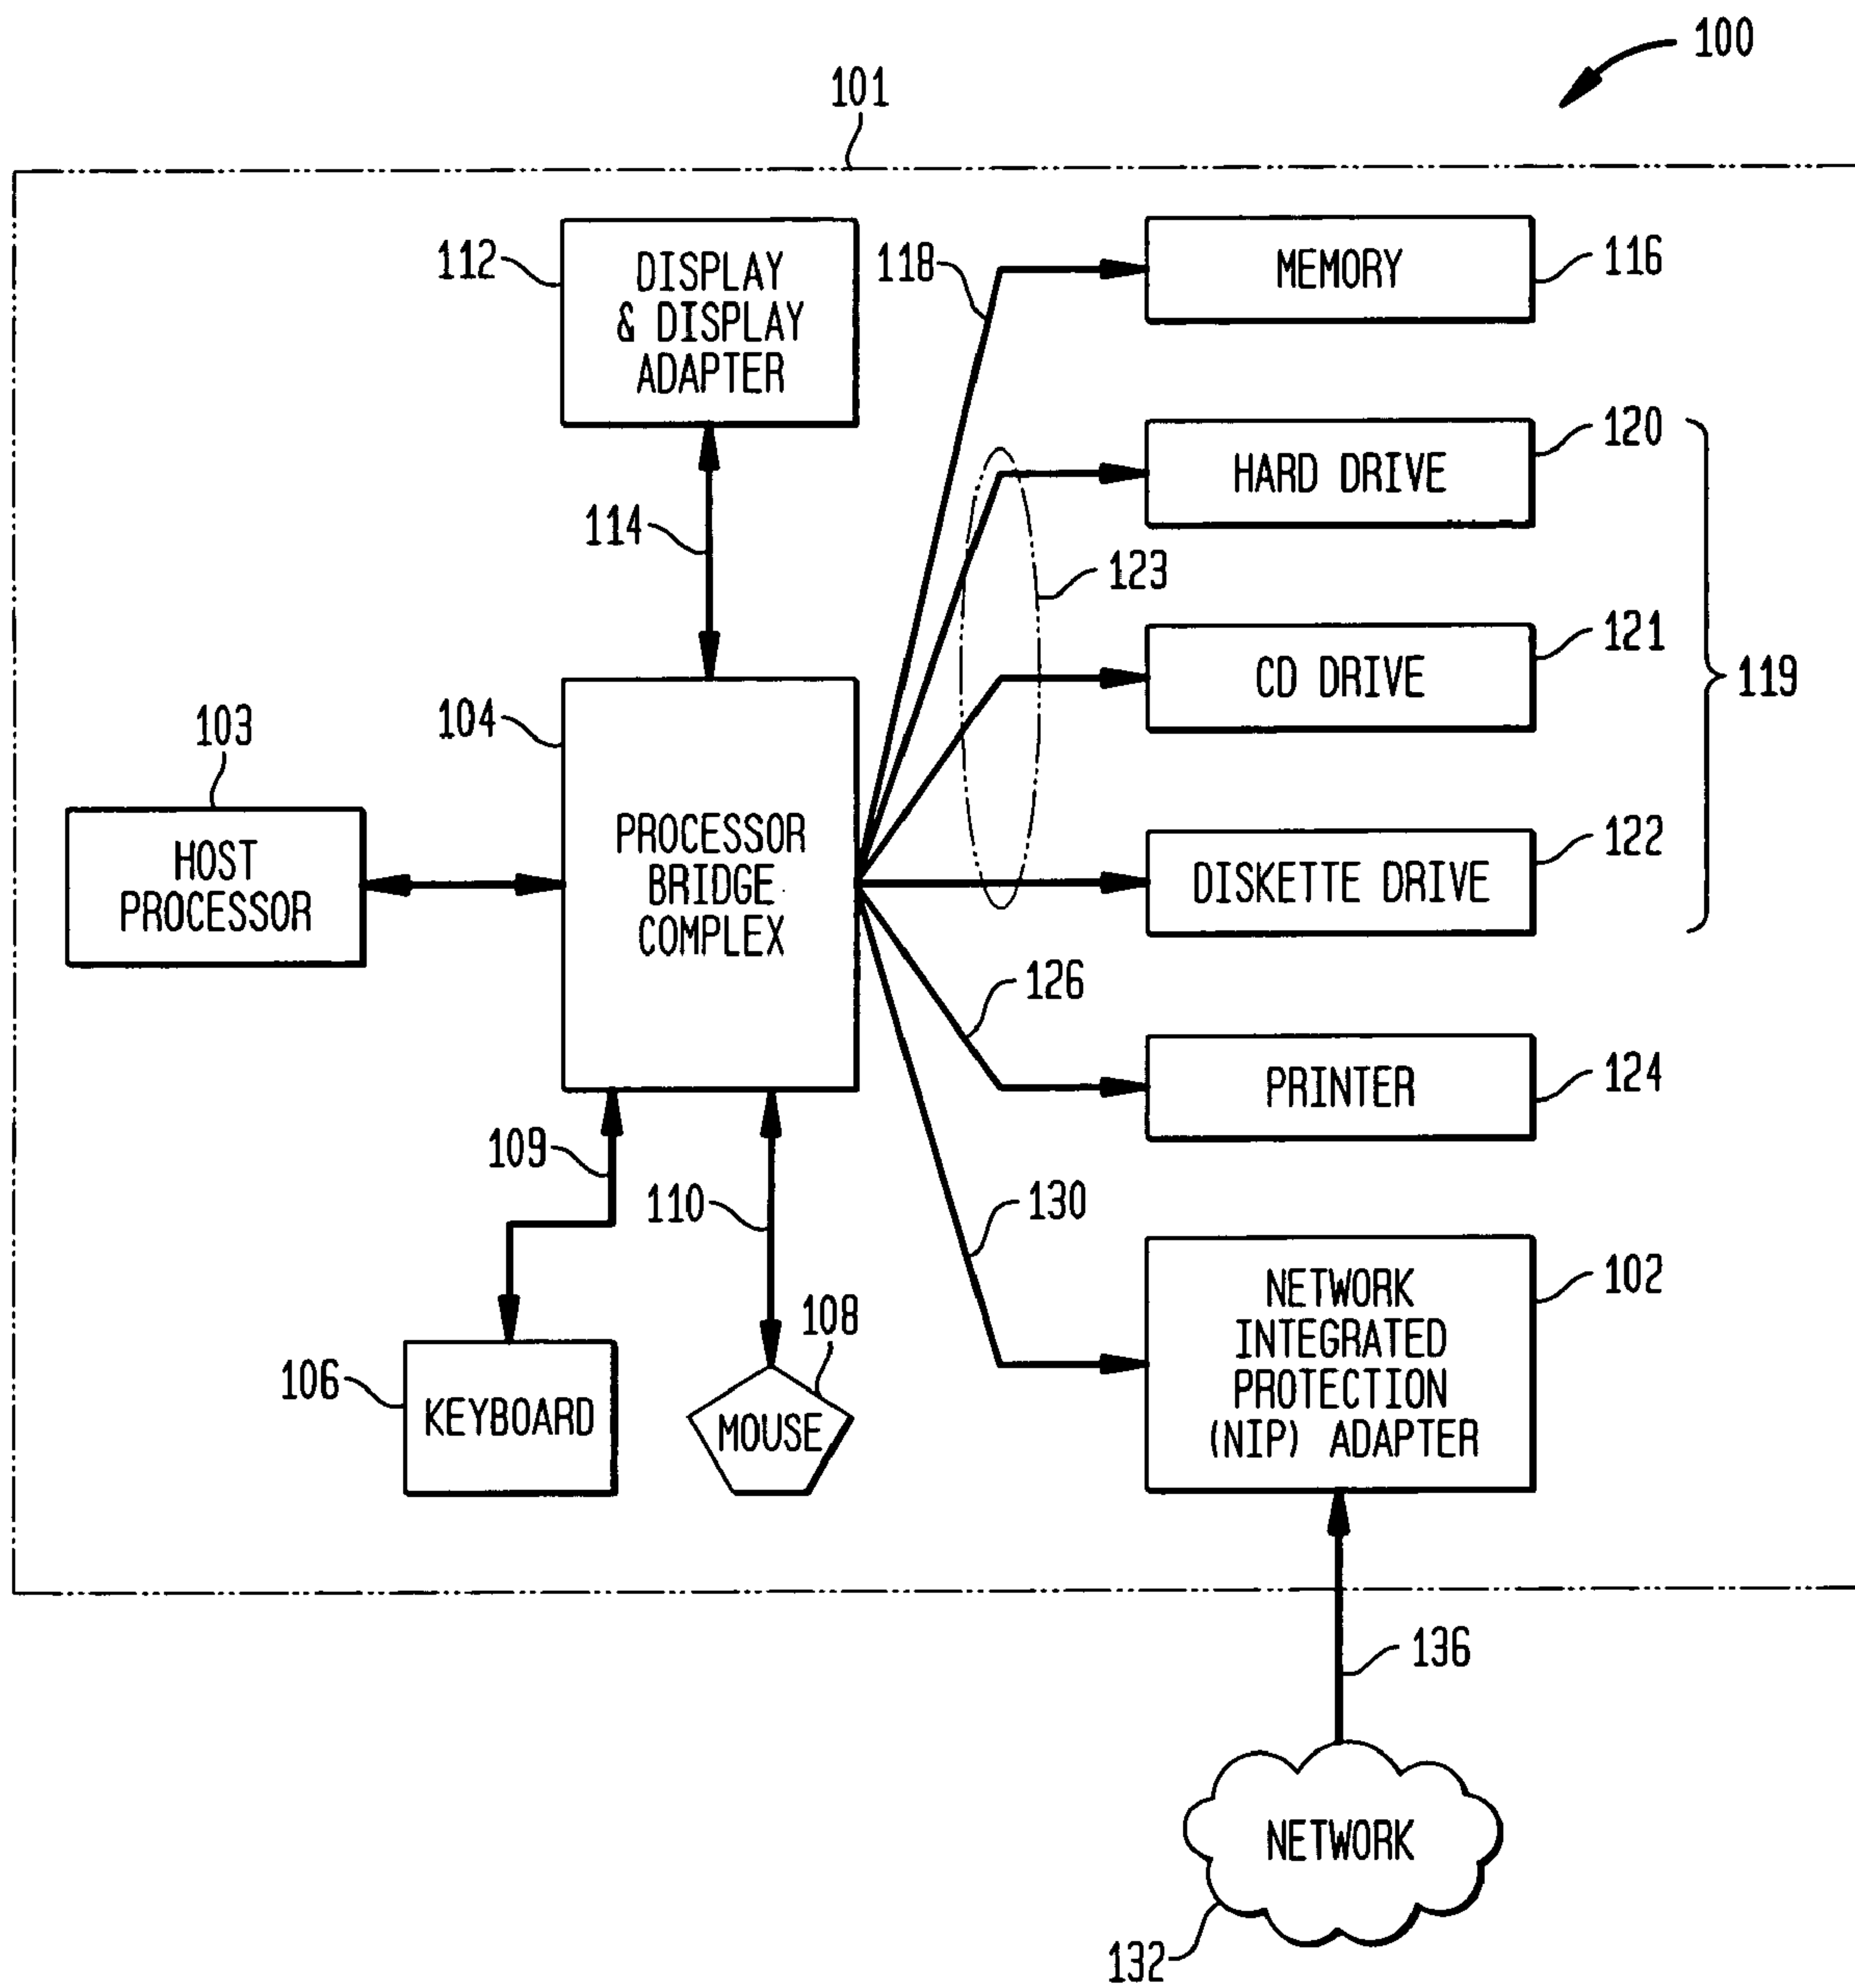 100
101
112
DISPLAY
& DISPLAY
ADAPTER
118
MEMORY
116
120
HARD DRIVE
114
123
121
CD DRIVE
119
103
104
HOST
PROCESSOR
PROCESSOR
BRIDGE
COMPLEX
122
DISKETTE DRIVE
126
PRINTER
124
109
110
130
102
NETWORK
INTEGRATED
PROTECTION
(NIP) ADAPTER
106
KEYBOARD
108
MOUSE
136
NETWORK
132